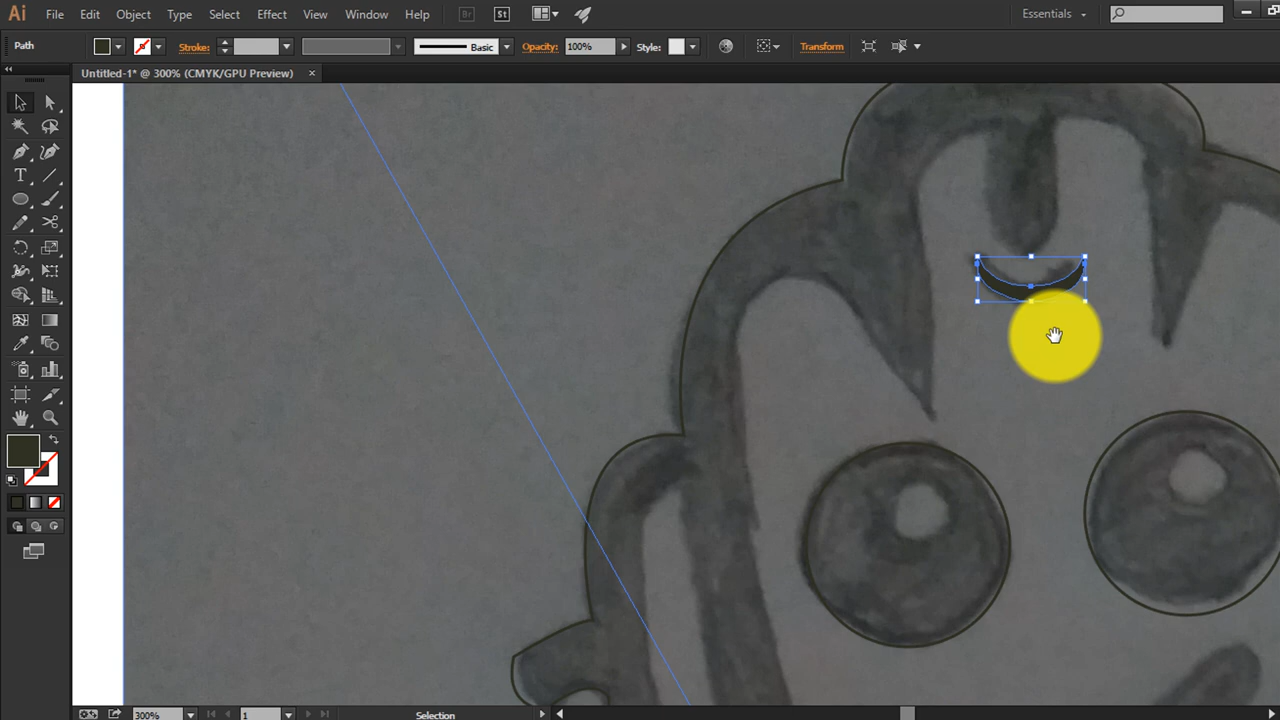 Ai File Edit Object Type Select Effect View Window Help Br St Essentials
Path Stroke: Basic Opacity: 100% Style: Transform
Untitled-1* @ 300% (CMYK/GPU Preview) ×
T
300% 1 Selection